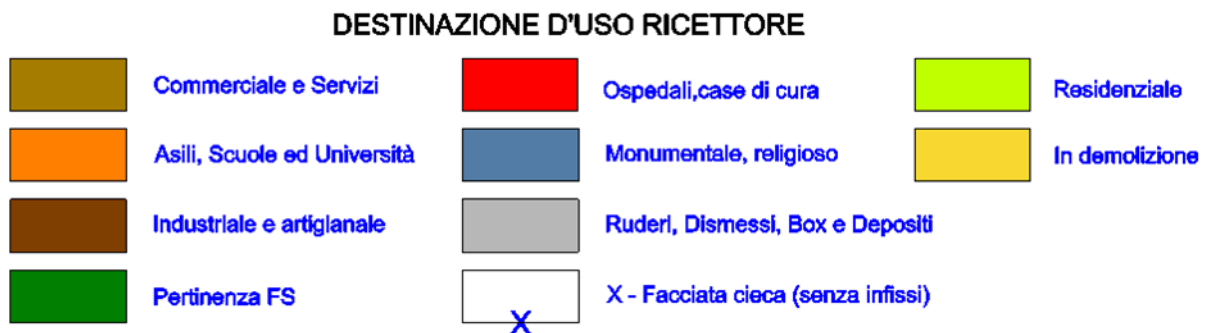 DESTINAZIONE D'USO RICETTORE
Commerciale e Servizi
Ospedali,case di cura
Residenziale
Asili, Scuole ed Università
Monumentale, religioso
In demolizione
Industriale e artigianale
Ruderi, Dismessi, Box e Depositi
Pertinenza FS
X - Facciata cieca (senza infissi)
X